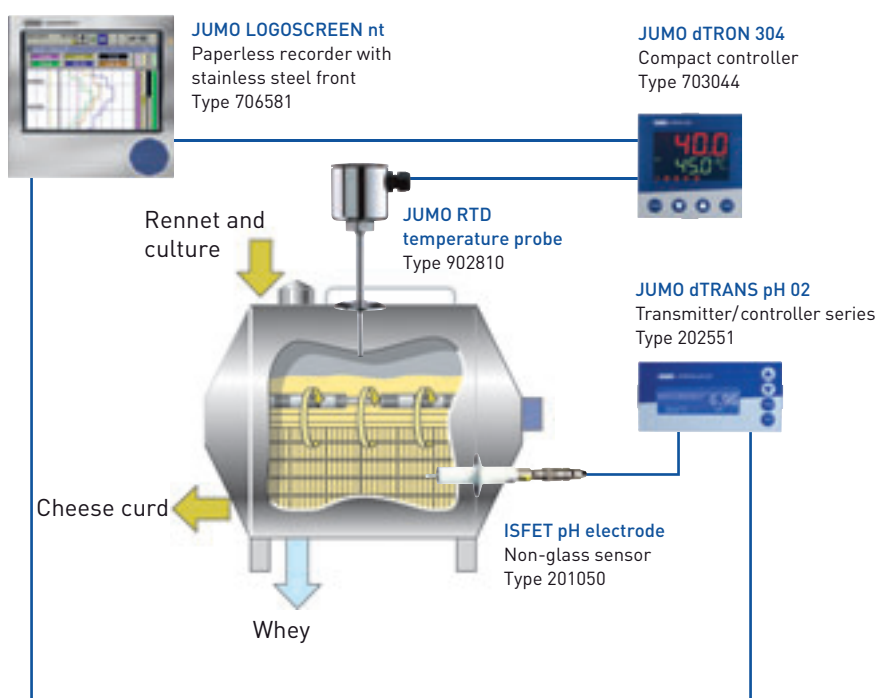 JUMO LOGOSCREEN nt
Paperless recorder with
stainless steel front
Type 706581
JUMO dTRON 304
Compact controller
Type 703044
40.0
45.0 °C
JUMO RTD
temperature probe
Type 902810
Rennet and
culture
JUMO dTRANS pH 02
Transmitter/controller series
Type 202551
Cheese curd
ISFET pH electrode
Non-glass sensor
Type 201050
Whey